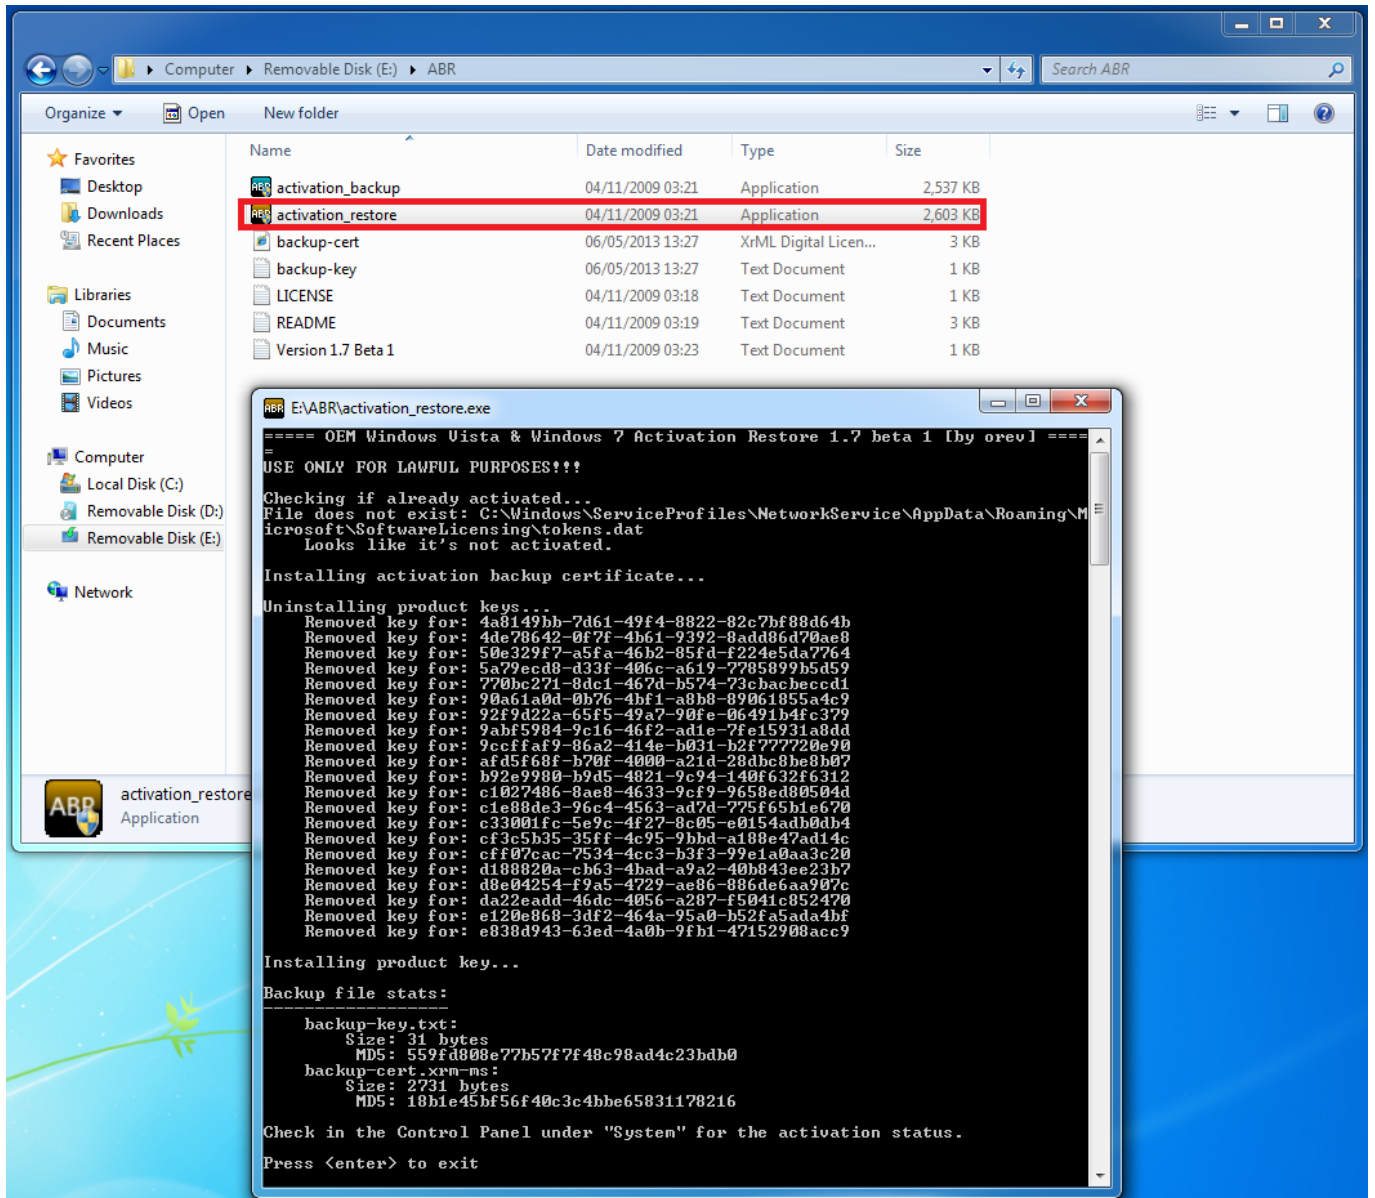 Computer Removable Disk (E:) ABR
Search ABR
Organize Open New folder
Name Date modified Type Size
Favorites
Desktop
Downloads
Recent Places
Libraries
Documents
Music
Pictures
Videos
Computer
Local Disk (C:)
Removable Disk (D:)
Removable Disk (E:)
Network
activation_backup 04/11/2009 03:21 Application 2,537 KB
activation_restore 04/11/2009 03:21 Application 2,603 KB
backup-cert 06/05/2013 13:27 XrML Digital Licen... 3 KB
backup-key 06/05/2013 13:27 Text Document 1 KB
LICENSE 04/11/2009 03:18 Text Document 1 KB
README 04/11/2009 03:19 Text Document 3 KB
Version 1.7 Beta 1 04/11/2009 03:23 Text Document 1 KB
ABR E:\ABR\activation_restore.exe
===== OEM Windows Vista & Windows 7 Activation Restore 1.7 beta 1 [by orev] ====
=
USE ONLY FOR LAWFUL PURPOSES!!!
Checking if already activated...
File does not exist: C:\Windows\ServiceProfiles\NetworkService\AppData\Roaming\M
icrosoft\SoftwareLicensing\tokens.dat
Looks like it's not activated.
Installing activation backup certificate...
Uninstalling product keys...
Removed key for: 4a8149bb-7d61-49f4-8822-82c7bf88d64b
Removed key for: 4de78642-0f7f-4b61-9392-8add86d70ae8
Removed key for: 50e329f7-a5fa-46b2-85fd-f224e5da7764
Removed key for: 5a79ecd8-d33f-406c-a619-7785899b5d59
Removed key for: 770bc271-8dc1-467d-b574-73cbacbeccd1
Removed key for: 90a61a0d-0b76-4bf1-a8b8-89061855a4c9
Removed key for: 92f9d22a-65f5-49a7-90fe-06491b4fc379
Removed key for: 9abf5984-9c16-46f2-ad1e-7fe15931a8dd
Removed key for: 9ccffaf9-86a2-414e-b031-b2f777720e90
Removed key for: afd5f68f-b70f-4000-a21d-28dbc8be8b07
Removed key for: b92e9980-b9d5-4821-9c94-140f632f6312
Removed key for: c1027486-8ae8-4633-9cf9-9658ed80504d
Removed key for: c1e88de3-96c4-4563-ad7d-775f65b1e670
Removed key for: c33001fc-5e9c-4f27-8c05-e0154adb0db4
Removed key for: cf3c5b35-35ff-4c95-9bbd-a188e47ad14c
Removed key for: cff07cac-7534-4cc3-b3f3-99e1a0aa3c20
Removed key for: d188820a-cb63-4bad-a9a2-40b843ee23b7
Removed key for: d8e04254-f9a5-4729-ae86-886de6aa907c
Removed key for: da22eadd-46dc-4056-a287-f5041c852470
Removed key for: e120e868-3df2-464a-95a0-b52fa5ada4bf
Removed key for: e838d943-63ed-4a0b-9fb1-47152908acc9
Installing product key...
Backup file stats:
------------------
backup-key.txt:
Size: 31 bytes
MD5: 559fd808e77b57f7f48c98ad4c23bdb0
backup-cert.xrm-ms:
Size: 2731 bytes
MD5: 18b1e45bf56f40c3c4bbe65831178216
Check in the Control Panel under "System" for the activation status.
Press <enter> to exit
ABR
activation_restore
Application